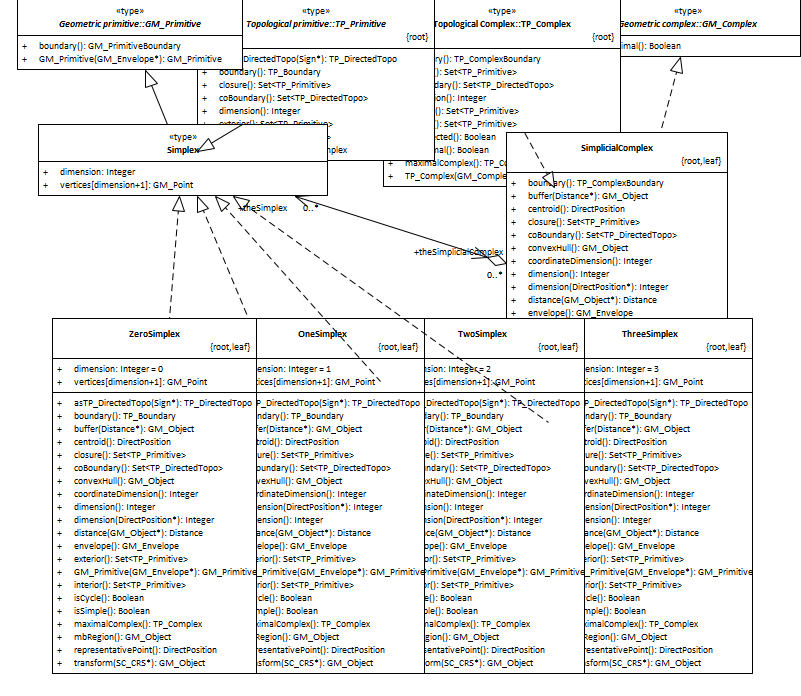 «type»
Geometric primitive::GM_Primitive
+ boundary(): GM_PrimitiveBoundary
+ GM_Primitive(GM_Envelope*): GM_Primitive
«type»
Topological primitive::TP_Primitive
{root}
_DirectedTopo(Sign*): TP_DirectedTopo
boundary(): TP_Boundary
+ closure(): Set<TP_Primitive>
+ coBoundary(): Set<TP_DirectedTopo>
+ dimension(): Integer
«type»
Topological Complex::TP_Complex
{root}
ry(): TP_ComplexBoundary
(): Set<TP_Primitive>
dary(): Set<TP_DirectedTopo>
ion(): Integer
(): Set<TP_Primitive>
(): Set<TP_Primitive>
ected(): Boolean
mal(): Boolean
+ maximalComplex(): TP_Co
+ TP_Complex(GM_Comple
«type»
Geometric complex::GM_Complex
imal(): Boolean
«type»
Simplex
+ dimension: Integer
+ vertices[dimension+1]: GM_Point
mplex
SimplicialComplex
{root,leaf}
+ boundary(): TP_ComplexBoundary
+ buffer(Distance*): GM_Object
+ centroid(): DirectPosition
+ closure(): Set<TP_Primitive>
+ coBoundary(): Set<TP_DirectedTopo>
+ convexHull(): GM_Object
+ coordinateDimension(): Integer
+ dimension(): Integer
+ dimension(DirectPosition*): Integer
+ distance(GM_Object*): Distance
+ envelope(): GM_Envelope
+theSimplex 0..*
+theSimplicialComplex
0..*
ZeroSimplex
{root,leaf}
+ dimension: Integer = 0
+ vertices[dimension+1]: GM_Point
+ asTP_DirectedTopo(Sign*): TP_DirectedTopo
+ boundary(): TP_Boundary
+ buffer(Distance*): GM_Object
+ centroid(): DirectPosition
+ closure(): Set<TP_Primitive>
+ coBoundary(): Set<TP_DirectedTopo>
+ convexHull(): GM_Object
+ coordinateDimension(): Integer
+ dimension(): Integer
+ dimension(DirectPosition*): Integer
+ distance(GM_Object*): Distance
+ envelope(): GM_Envelope
+ exterior(): Set<TP_Primitive>
+ GM_Primitive(GM_Envelope*): GM_Primitive
+ interior(): Set<TP_Primitive>
+ isCycle(): Boolean
+ isSimple(): Boolean
+ maximalComplex(): TP_Complex
+ mbRegion(): GM_Object
+ representativePoint(): DirectPosition
+ transform(SC_CRS*): GM_Object
OneSimplex
{root,leaf}
ension: Integer = 1
tices[dimension+1]: GM_Point
P_DirectedTopo(Sign*): TP_DirectedTopo
ndary(): TP_Boundary
fer(Distance*): GM_Object
troid(): DirectPosition
ure(): Set<TP_Primitive>
oundary(): Set<TP_DirectedTopo>
vexHull(): GM_Object
rdinateDimension(): Integer
ension(): Integer
ension(DirectPosition*): Integer
ance(GM_Object*): Distance
elope(): GM_Envelope
erior(): Set<TP_Primitive>
_Primitive(GM_Envelope*): GM_Primitive
rior(): Set<TP_Primitive>
cle(): Boolean
mple(): Boolean
ximalComplex(): TP_Complex
Region(): GM_Object
resentativePoint(): DirectPosition
nsform(SC_CRS*): GM_Object
TwoSimplex
{root,leaf}
nsion: Integer = 2
es[dimension+1]: GM_Point
DirectedTopo(Sign*): TP_DirectedTopo
dary(): TP_Boundary
r(Distance*): GM_Object
oid(): DirectPosition
re(): Set<TP_Primitive>
undary(): Set<TP_DirectedTopo>
exHull(): GM_Object
inateDimension(): Integer
nsion(): Integer
nsion(DirectPosition*): Integer
nce(GM_Object*): Distance
ope(): GM_Envelope
rior(): Set<TP_Primitive>
Primitive(GM_Envelope*): GM_Primitive
or(): Set<TP_Primitive>
e(): Boolean
ple(): Boolean
malComplex(): TP_Complex
gion(): GM_Object
sentativePoint(): DirectPosition
form(SC_CRS*): GM_Object
ThreeSimplex
{root,leaf}
ension: Integer = 3
tices[dimension+1]: GM_Point
P_DirectedTopo(Sign*): TP_DirectedTopo
ndary(): TP_Boundary
fer(Distance*): GM_Object
troid(): DirectPosition
ure(): Set<TP_Primitive>
oundary(): Set<TP_DirectedTopo>
vexHull(): GM_Object
rdinateDimension(): Integer
ension(DirectPosition*): Integer
ension(): Integer
ance(GM_Object*): Distance
elope(): GM_Envelope
erior(): Set<TP_Primitive>
_Primitive(GM_Envelope*): GM_Primitive
rior(): Set<TP_Primitive>
cle(): Boolean
mple(): Boolean
ximalComplex(): TP_Complex
Region(): GM_Object
resentativePoint(): DirectPosition
nsform(SC_CRS*): GM_Object